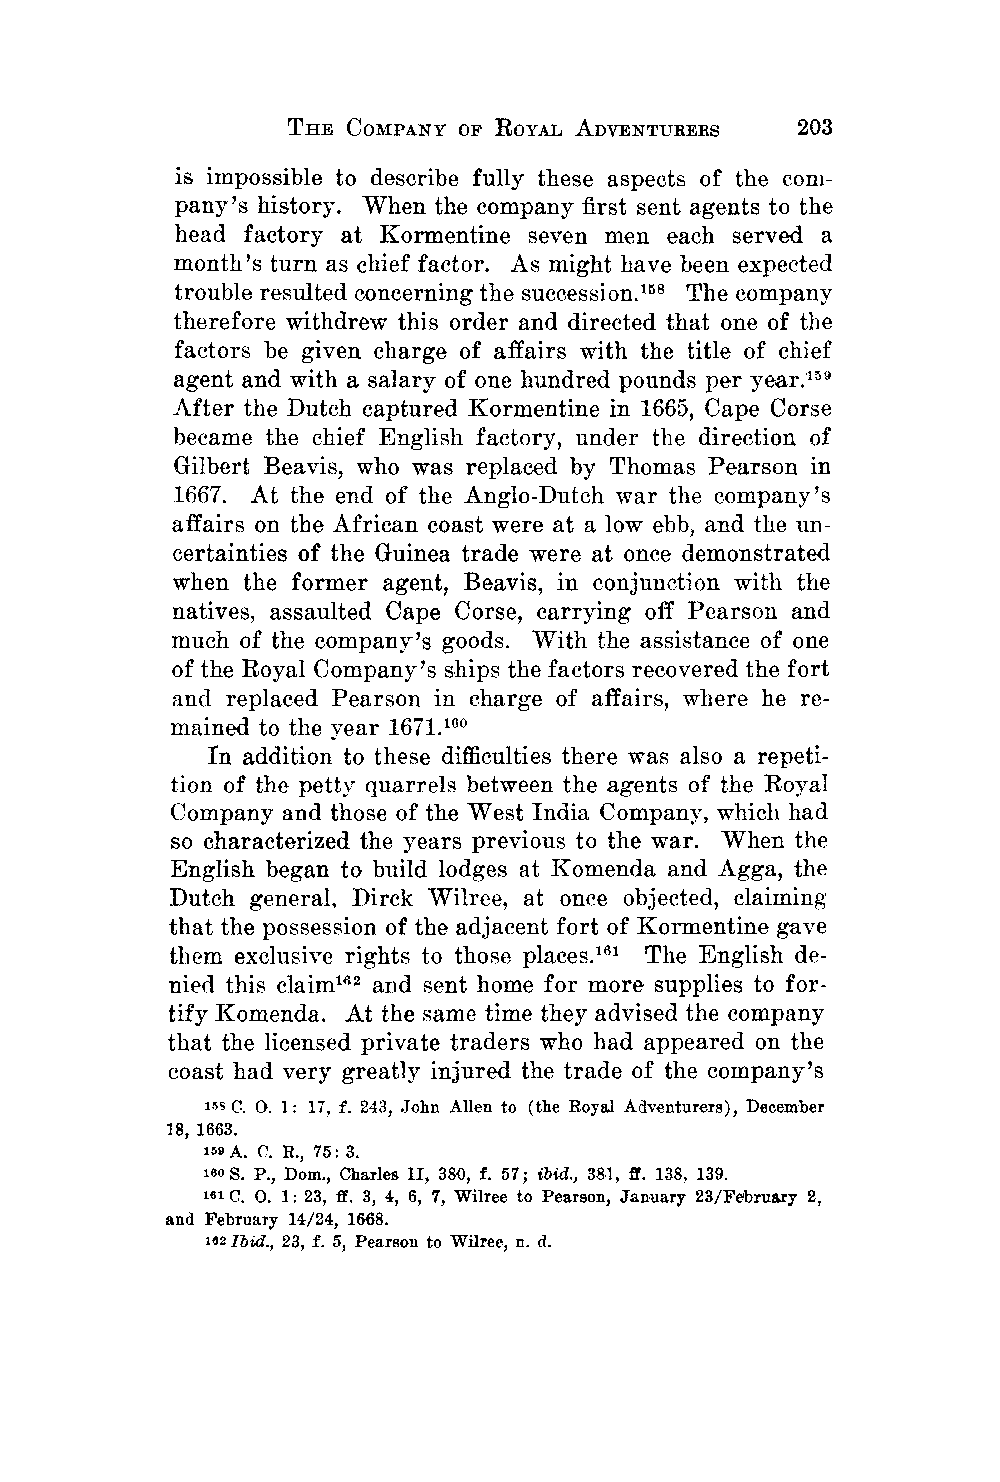 THE COMPANY OF ROYAL ADVENTURERS 203
is impossible to describe fully these aspects of the com-
pany's history. When the company first sent agents to the
head factory at Kormentine seven men each served a
month's turn as chief factor. As might have been expected
trouble resulted concerning the succession.¹⁵⁸ The company
therefore withdrew this order and directed that one of the
factors be given charge of affairs with the title of chief
agent and with a salary of one hundred pounds per year.¹⁵⁹
After the Dutch captured Kormentine in 1665, Cape Corse
became the chief English factory, under the direction of
Gilbert Beavis, who was replaced by Thomas Pearson in
1667. At the end of the Anglo-Dutch war the company's
affairs on the African coast were at a low ebb, and the un-
certainties of the Guinea trade were at once demonstrated
when the former agent, Beavis, in conjunction with the
natives, assaulted Cape Corse, carrying off Pearson and
much of the company's goods. With the assistance of one
of the Royal Company's ships the factors recovered the fort
and replaced Pearson in charge of affairs, where he re-
mained to the year 1671.¹⁶⁰
In addition to these difficulties there was also a repeti-
tion of the petty quarrels between the agents of the Royal
Company and those of the West India Company, which had
so characterized the years previous to the war. When the
English began to build lodges at Komenda and Agga, the
Dutch general, Dirck Wilree, at once objected, claiming
that the possession of the adjacent fort of Kormentine gave
them exclusive rights to those places.¹⁶¹ The English de-
nied this claim¹⁶² and sent home for more supplies to for-
tify Komenda. At the same time they advised the company
that the licensed private traders who had appeared on the
coast had very greatly injured the trade of the company's
¹⁵⁸ C. O. 1: 17, f. 243, John Allen to (the Royal Adventurers), December
18, 1663.
¹⁵⁹ A. C. R., 75: 3.
¹⁶⁰ S. P., Dom., Charles II, 380, f. 57; ibid., 381, ff. 138, 139.
¹⁶¹ C. O. 1: 23, ff. 3, 4, 6, 7, Wilree to Pearson, January 23/February 2,
and February 14/24, 1668.
¹⁶² Ibid., 23, f. 5, Pearson to Wilree, n. d.